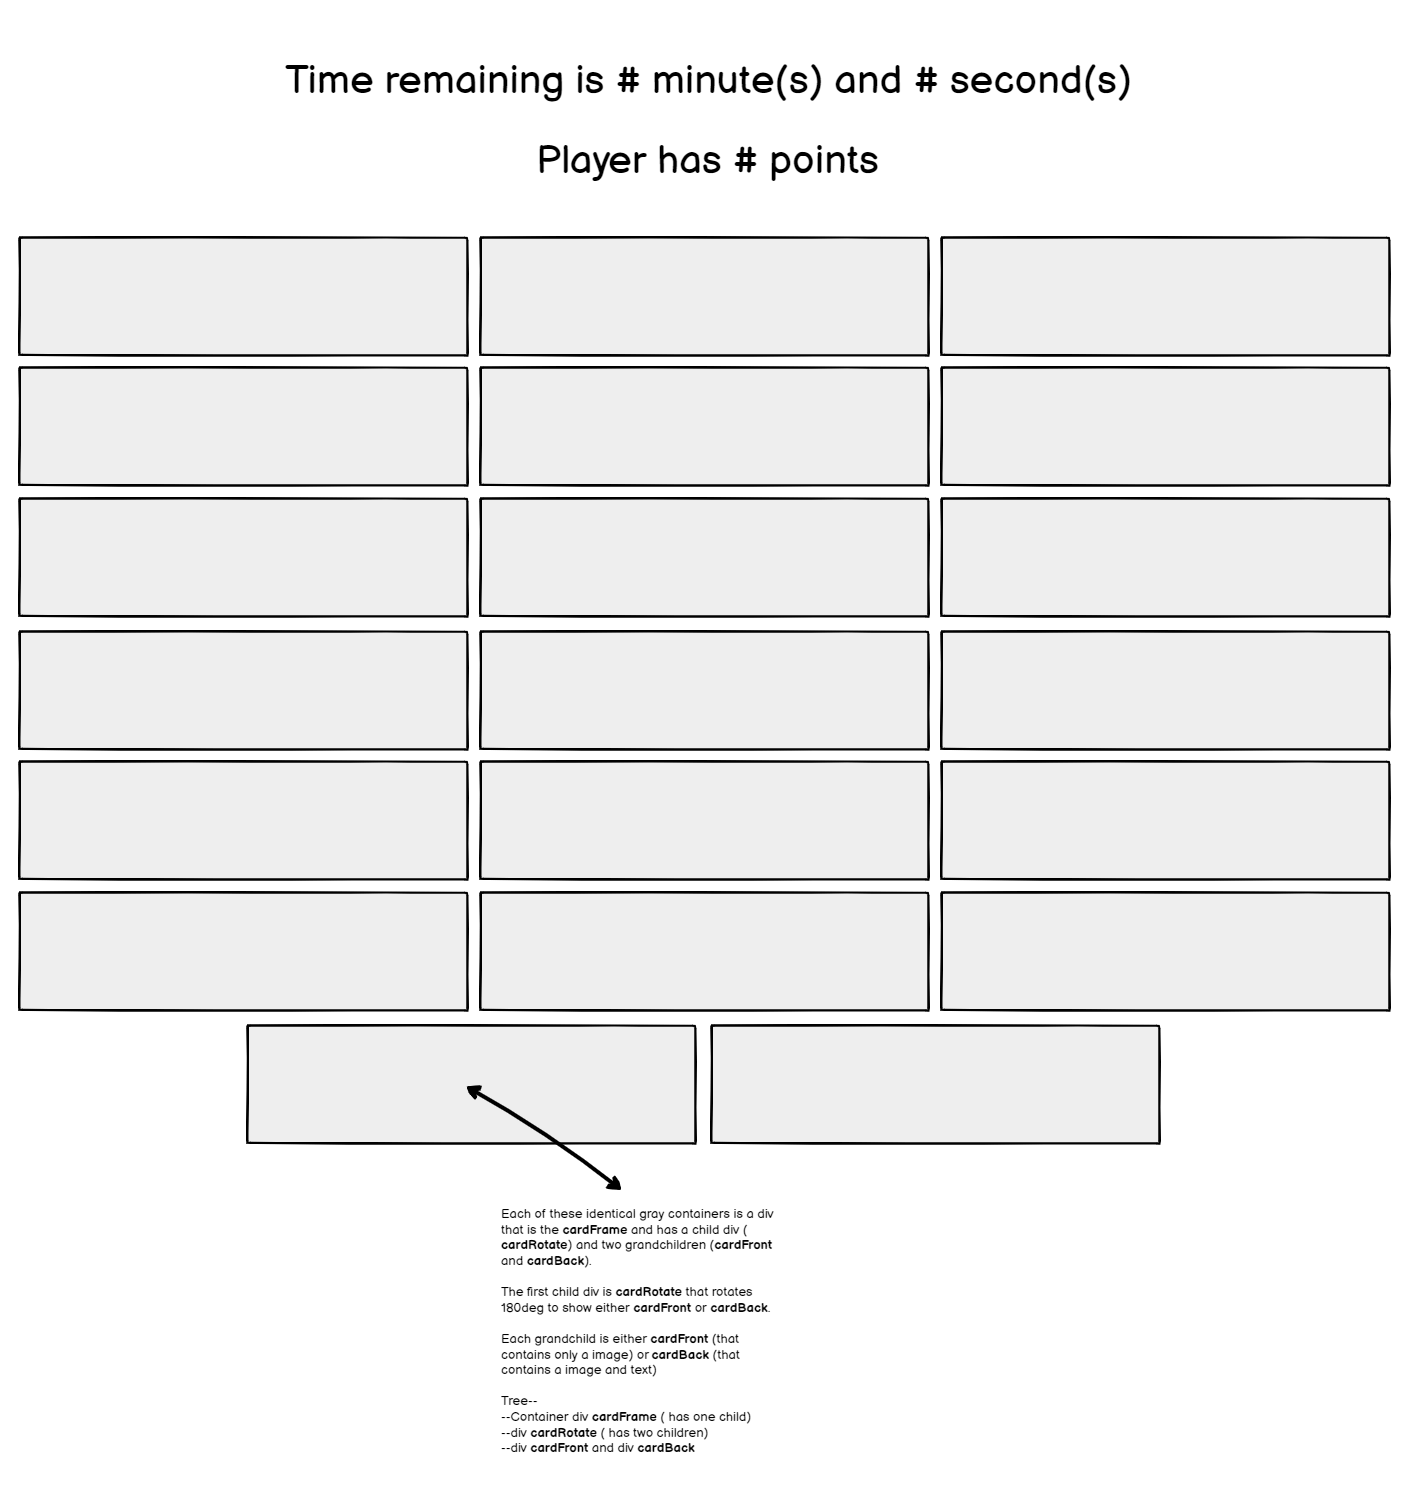 Time remaining is # minute(s) and # second(s)
Player has # points
Each of these identical gray containers is a div
that is the cardFrame and has a child div (
cardRotate) and two grandchildren (cardFront
and cardBack).
The first child div is cardRotate that rotates
180deg to show either cardFront or cardBack.
Each grandchild is either cardFront (that
contains only a image) or cardBack (that
contains a image and text)
Tree--
--Container div cardFrame ( has one child)
--div cardRotate ( has two children)
--div cardFront and div cardBack